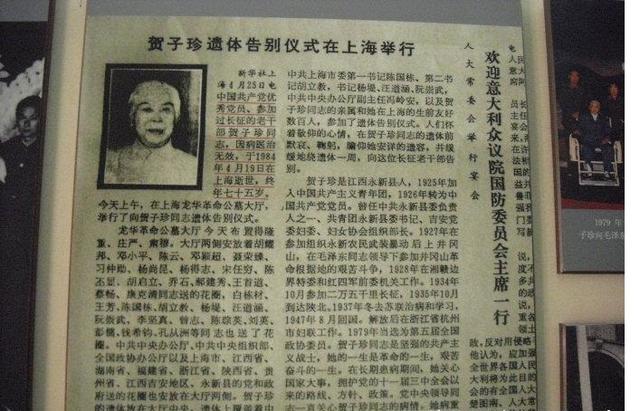 贺子珍遗体告别仪式在上海举行
新华社上
海4月25日电
中国共产党优
秀党员、参加
过长征的老干
部贺子珍同
志，因病医治
无效，于1984
年4月19日在
上海逝世，终
年七十五岁。
今天上午，在上海龙华革命公墓大厅，
举行了向贺子珍同志遗体告别仪式。
龙华革命公墓大厅今天布置得隆
重、庄严、肃穆。大厅两侧安放着胡耀
邦、邓小平、陈云、邓颖超、聂荣臻、
习仲勋、杨尚昆、杨得志、宋任穷、陈
丕显、胡启立、乔石、郝建秀、王首道、
蔡畅、康克清同志送的花圈，白栋材、
王芳、陈国栋、胡立教、杨堤、汪道涵、
阮崇武、李坚真、曾志、陈琮英、刘英、
彭儒、钱希钧、孔从洲等同志也送了花
圈。中共中央办公厅、中共中央组织部、
全国政协办公厅以及上海市、江西省、
湖南省、福建省、浙江省、陕西省、贵
州省、江西省吉安地区、永新县的党和政
府送的花圈也安放在大厅两侧。贺子珍
中共上海市委第一书记陈国栋、第二书
记胡立教，书记杨堤、汪道涵、阮崇武，
中共中央办公厅副主任冯岭安，以及贺
子珍同志的亲属和她在上海的生前友好
数百人，参加了遗体告别仪式。人们怀
着敬仰的心情，在贺子珍同志的遗体前
默哀、鞠躬，瞻仰她安详的遗容，并缓
缓地绕遗体一周，向这位长征老干部告
别。
贺子珍是江西永新县人，1925年加
入中国共产主义青年团，1926年转为中
国共产党党员。曾任中共永新县委负责
人之一、共青团永新县委书记、吉安党
委妇委、妇女协会组织部长。1927年在
参加组织永新农民武装暴动后上井冈
山，在毛泽东同志领导下参加井冈山革
命根据地的艰苦斗争，1928年在湘赣边
界特委和红四军前委机关工作。1934年
10月参加二万五千里长征，1935年10月
到达陕北。1937年冬去苏联治病和学习，
1947年8月回国。解放后在浙江省杭州
市妇联工作。1979年当选为第五届全国
政协委员。贺子珍同志是坚强的共产主
义战士，她的一生是革命的一生，艰苦
奋斗的一生。在长期患病期间，她关心
国家大事，拥护党的十一届三中全会以
来的路线、方针、政策。党中央领导同
志一直关心贺子珍同志的病情。
人大常委会举行宴会
欢迎意大利众议院国防委员会主席一行
1979